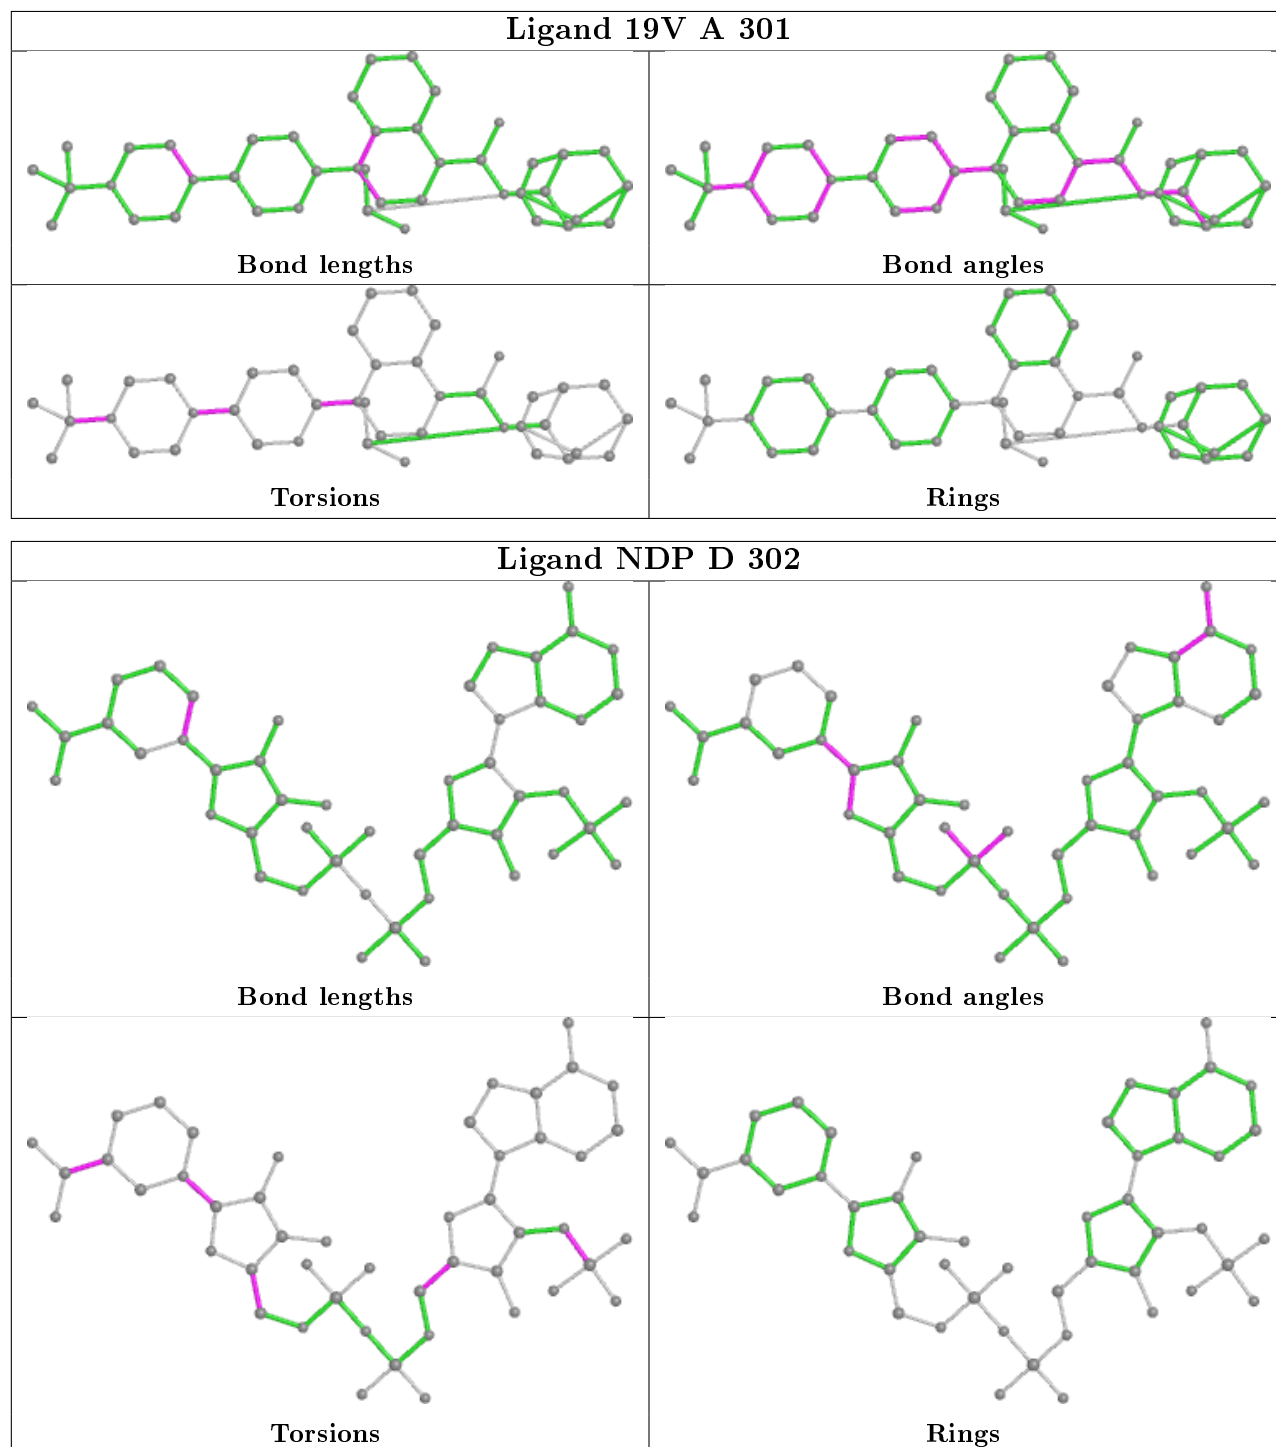 Ligand 19V A 301
Bond lengths
Bond angles
Torsions
Rings
Ligand NDP D 302
Bond lengths
Bond angles
Torsions
Rings